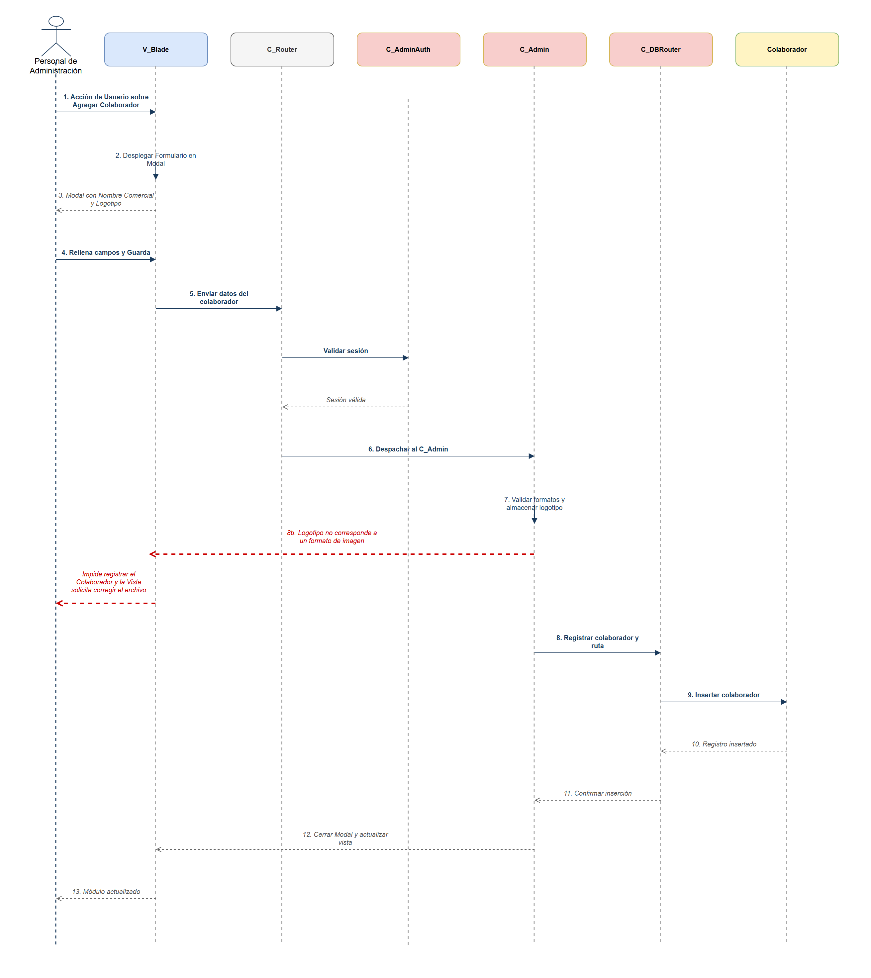 V_Blade
C_Router
C_AdminAuth
C_Admin
C_DBRouter
Colaborador
Personal de
Administración
1. Acción de Usuario sobre
Agregar Colaborador
2. Desplegar Formulario en
Modal
3. Modal con Nombre Comercial
y Logotipo
4. Rellena campos y Guarda
5. Enviar datos del
colaborador
Validar sesión
Sesión válida
6. Despachar al C_Admin
7. Validar formatos y
almacenar logotipo
8b. Logotipo no corresponde a
un formato de imagen
Impide registrar el
Colaborador y la Vista
solicita corregir el archivo
8. Registrar colaborador y
ruta
9. Insertar colaborador
10. Registro insertado
11. Confirmar inserción
12. Cerrar Modal y actualizar
vista
13. Módulo actualizado